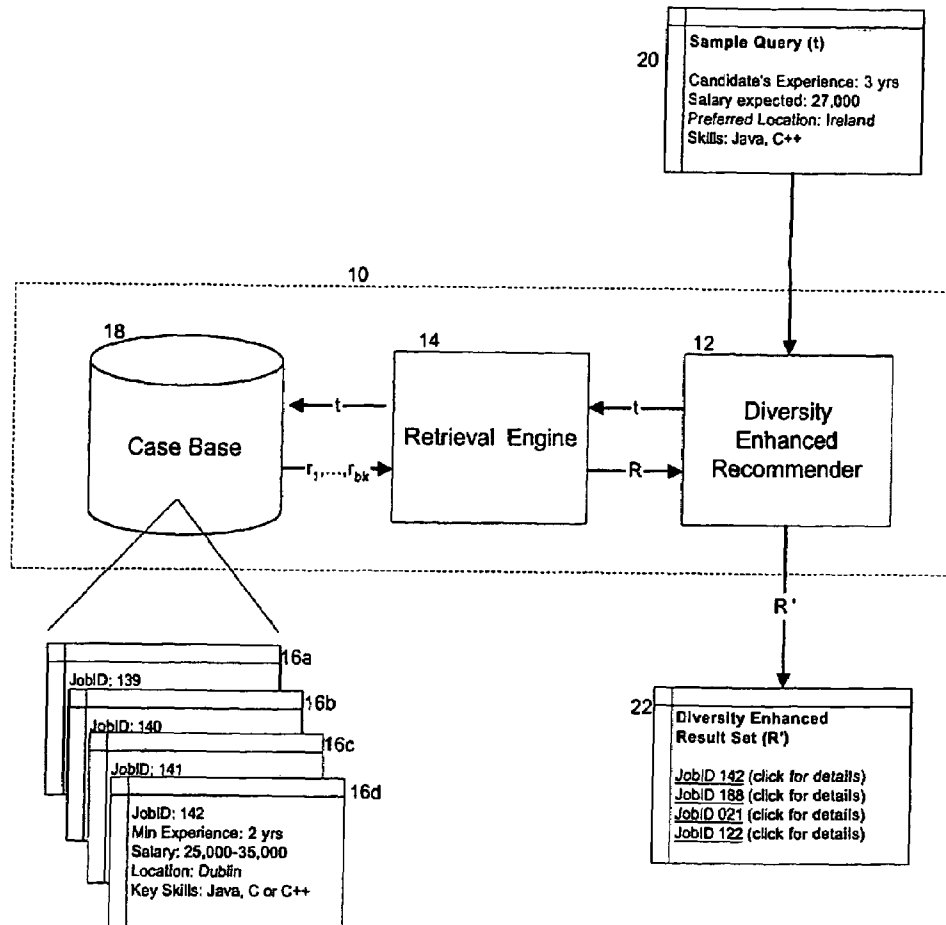 Sample Query (t)
20
Candidate's Experience: 3 yrs
Salary expected: 27,000
Preferred Location: Ireland
Skills: Java, C++
10
18
14
12
Case Base
t
r1,...,rbk
Retrieval Engine
t
R
Diversity
Enhanced
Recommender
R'
16a
JobID: 139
16b
JobID: 140
16c
JobID: 141
16d
JobID: 142
Min Experience: 2 yrs
Salary: 25,000-35,000
Location: Dublin
Key Skills: Java, C or C++
22
Diversity Enhanced
Result Set (R')
JobID 142 (click for details)
JobID 188 (click for details)
JobID 021 (click for details)
JobID 122 (click for details)